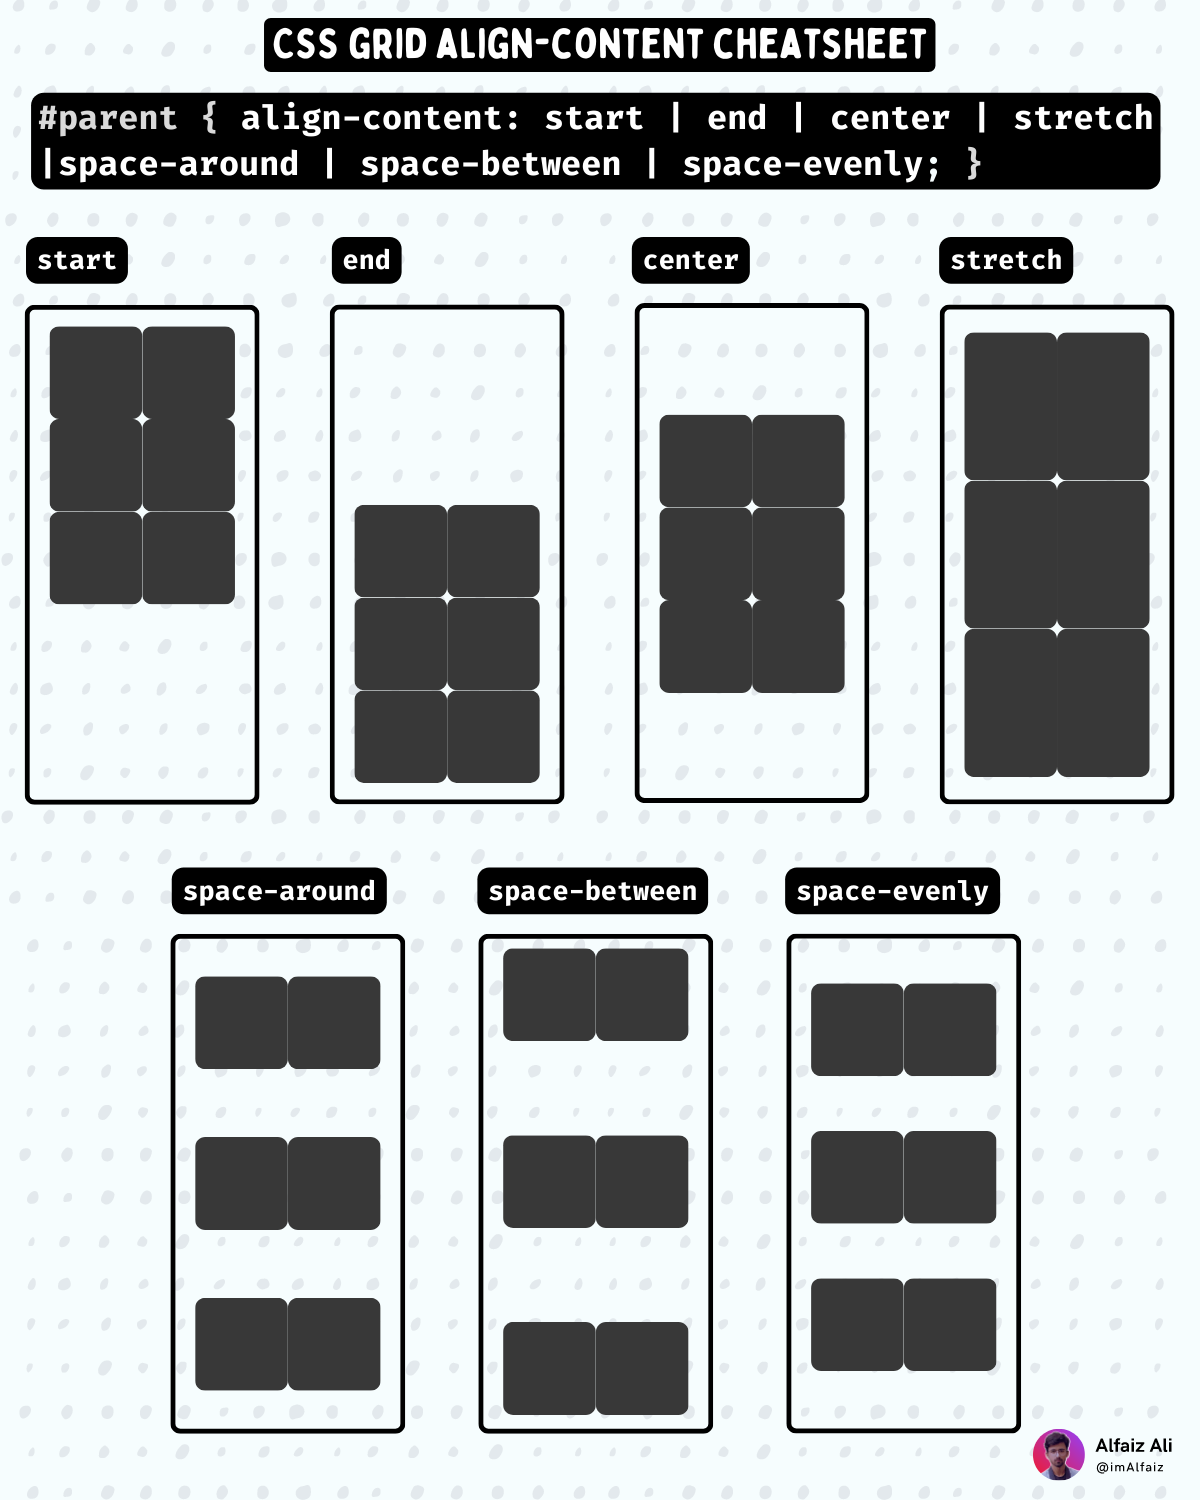 CSS GRID ALIGN-CONTENT CHEATSHEET
#parent { align-content: start | end | center | stretch
|space-around | space-between | space-evenly; }
start
end
center
stretch
space-around
space-between
space-evenly
Alfaiz Ali
@imAlfaiz